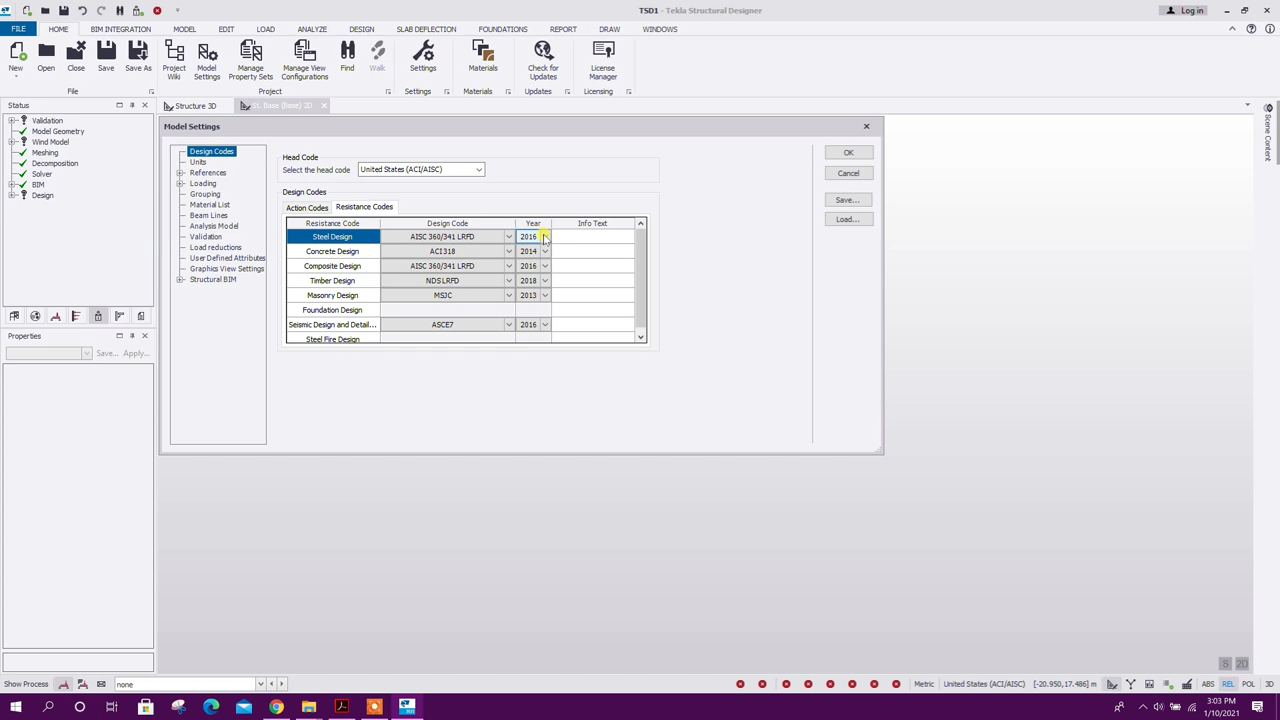 TSD1 - Tekla Structural Designer
Log in
FILE HOME BIM INTEGRATION MODEL EDIT LOAD ANALYZE DESIGN SLAB DEFLECTION FOUNDATIONS REPORT DRAW WINDOWS
New Open Close Save Save As Project Wiki Model Settings Manage Property Sets Manage View Configurations Find Walk Settings Materials Check for Updates License Manager
File Project Settings Materials Updates Licensing
Status
Structure 3D
St. Base (Base) 2D
Scene Content
Validation
Model Geometry
Wind Model
Meshing
Decomposition
Solver
BIM
Design
Properties
Save... Apply...
Model Settings
Design Codes
Units
References
Loading
Grouping
Material List
Beam Lines
Analysis Model
Validation
Load reductions
User Defined Attributes
Graphics View Settings
Structural BIM
Head Code
Select the head code United States (ACI/AISC)
Design Codes
Action Codes Resistance Codes
Resistance Code Design Code Year Info Text
Steel Design AISC 360/341 LRFD 2016
Concrete Design ACI 318 2014
Composite Design AISC 360/341 LRFD 2016
Timber Design NDS LRFD 2018
Masonry Design MSJC 2013
Foundation Design
Seismic Design and Detail... ASCE7 2016
Steel Fire Design
OK
Cancel
Save...
Load...
S 2D
Show Process none Metric United States (ACI/AISC) [-20.950,17.486] m ABS REL POL 3D
3:03 PM
1/10/2021